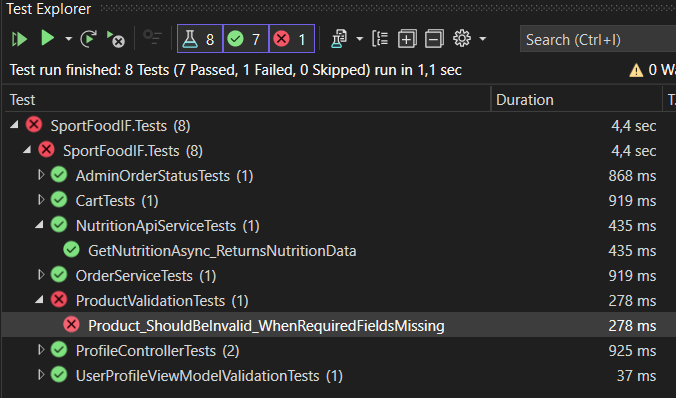 Test Explorer
8 7 1 Search (Ctrl+I)
Test run finished: 8 Tests (7 Passed, 1 Failed, 0 Skipped) run in 1,1 sec 0 Wa
Test Duration T.
SportFoodIF.Tests (8) 4,4 sec
SportFoodIF.Tests (8) 4,4 sec
AdminOrderStatusTests (1) 868 ms
CartTests (1) 919 ms
NutritionApiServiceTests (1) 435 ms
GetNutritionAsync_ReturnsNutritionData 435 ms
OrderServiceTests (1) 919 ms
ProductValidationTests (1) 278 ms
Product_ShouldBeInvalid_WhenRequiredFieldsMissing 278 ms
ProfileControllerTests (2) 925 ms
UserProfileViewModelValidationTests (1) 37 ms